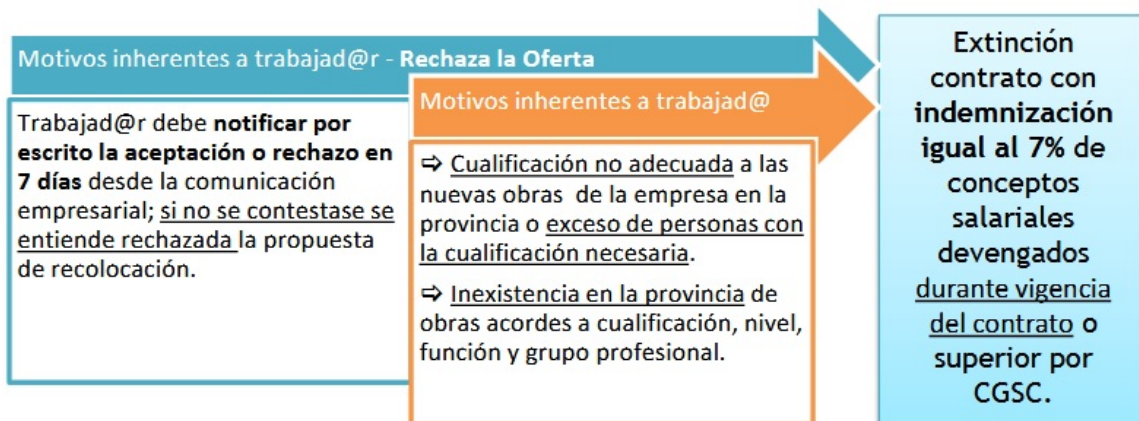 Motivos inherentes a trabajad@r - Rechaza la Oferta
Trabajad@r debe notificar por
escrito la aceptación o rechazo en
7 días desde la comunicación
empresarial; si no se contestase se
entiende rechazada la propuesta
de recolocación.
Motivos inherentes a trabajad@
⇨ Cualificación no adecuada a las
nuevas obras de la empresa en la
provincia o exceso de personas con
la cualificación necesaria.
⇨ Inexistencia en la provincia de
obras acordes a cualificación, nivel,
función y grupo profesional.
Extinción
contrato con
indemnización
igual al 7% de
conceptos
salariales
devengados
durante vigencia
del contrato o
superior por
CGSC.